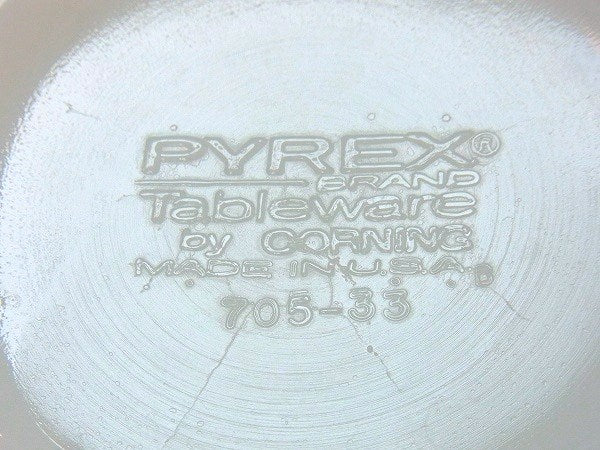 PYREX®
BRAND
Tableware
by CORNING
MADE IN U.S.A.
705-33